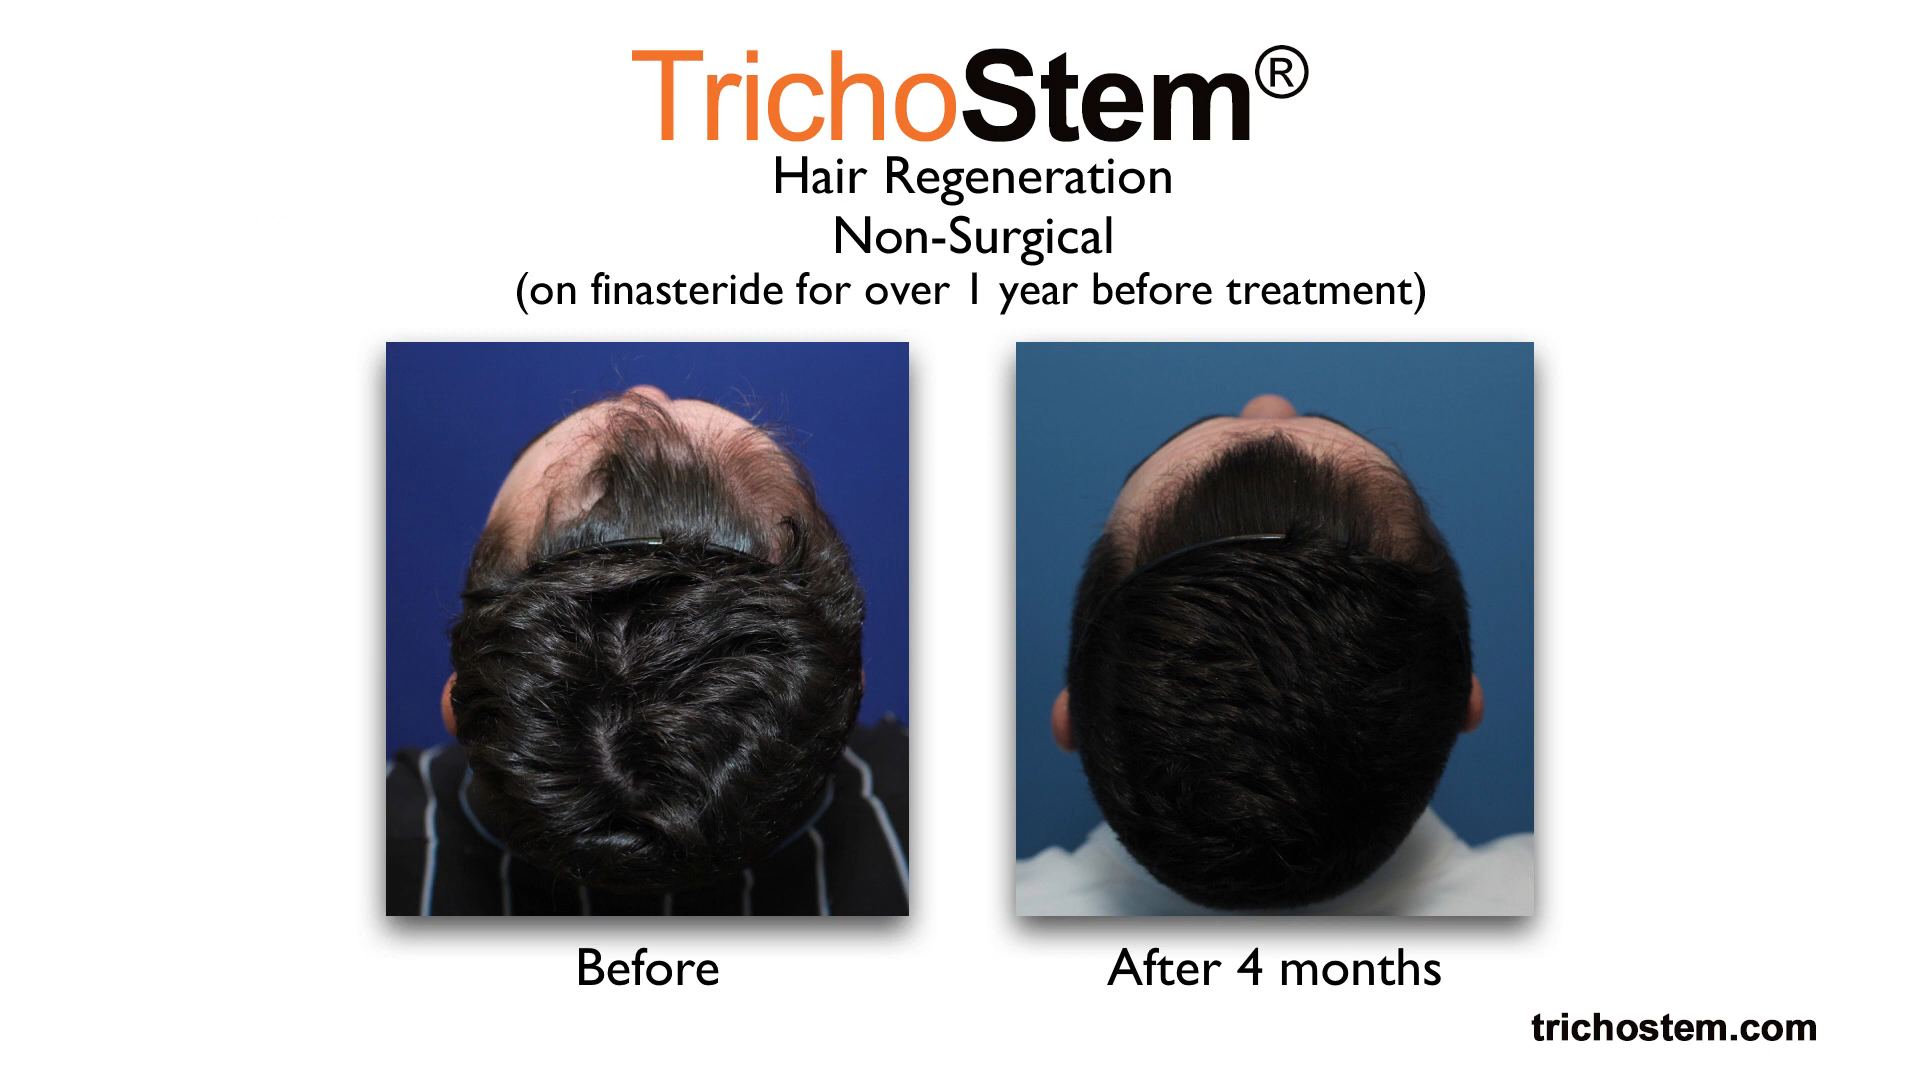 TrichoStem®
Hair Regeneration
Non-Surgical
(on finasteride for over 1 year before treatment)
Before
After 4 months
trichostem.com